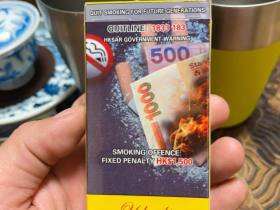 QUIT SMOKING FOR FUTURE GENERATIONS
QUITLINE: 1833 183
HKSAR GOVERNMENT WARNING
500
1000
SMOKING OFFENCE:
FIXED PENALTY HK$1,500